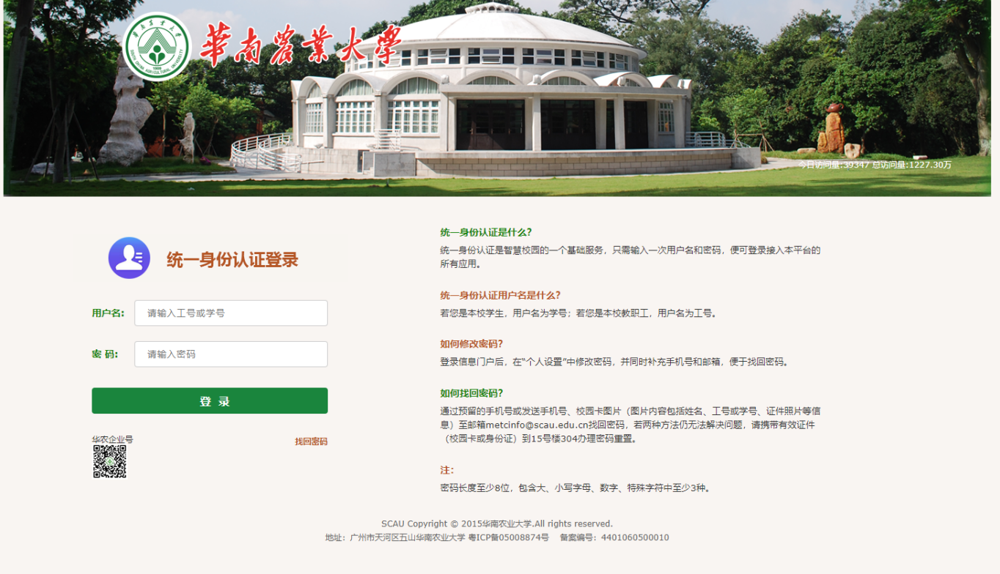 华南农业大学
SOUTH CHINA AGRICULTURAL UNIVERSITY
1909
華南農業大學
今日访问量:39347 总访问量:1227.30万
统一身份认证登录
用户名:
请输入工号或学号
密 码:
请输入密码
登 录
华农企业号
找回密码
统一身份认证是什么?
统一身份认证是智慧校园的一个基础服务，只需输入一次用户名和密码，便可登录接入本平台的
所有应用。
统一身份认证用户名是什么?
若您是本校学生，用户名为学号；若您是本校教职工，用户名为工号。
如何修改密码?
登录信息门户后，在“个人设置”中修改密码，并同时补充手机号和邮箱，便于找回密码。
如何找回密码?
通过预留的手机号或发送手机号、校园卡图片（图片内容包括姓名、工号或学号、证件照片等信
息）至邮箱metcinfo@scau.edu.cn找回密码，若两种方法仍无法解决问题，请携带有效证件
（校园卡或身份证）到15号楼304办理密码重置。
注：
密码长度至少8位，包含大、小写字母、数字、特殊字符中至少3种。
SCAU Copyright © 2015华南农业大学.All rights reserved.
地址：广州市天河区五山华南农业大学 粤ICP备05008874号 备案编号：4401060500010